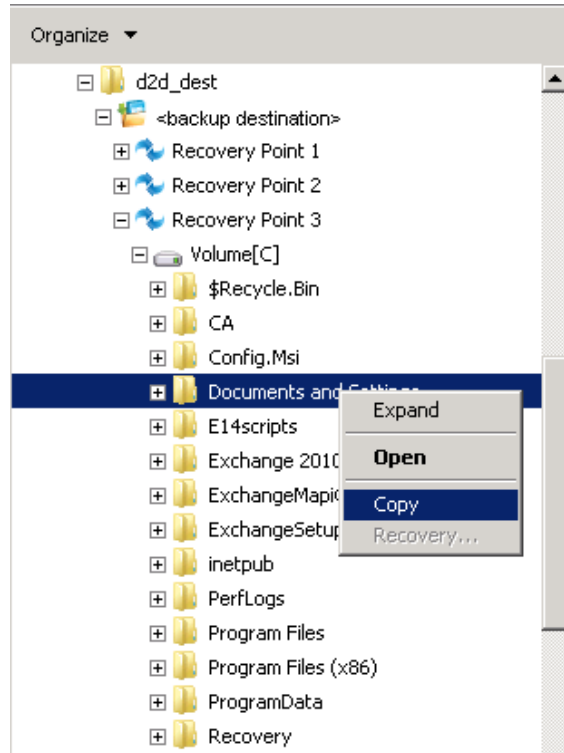 Organize
d2d_dest
<backup destination>
Recovery Point 1
Recovery Point 2
Recovery Point 3
Volume[C]
$Recycle.Bin
CA
Config.Msi
Documents and Settings
Expand
E14scripts
Open
Exchange 2010
ExchangeMapi
Copy
ExchangeSetup
Recovery...
inetpub
PerfLogs
Program Files
Program Files (x86)
ProgramData
Recovery